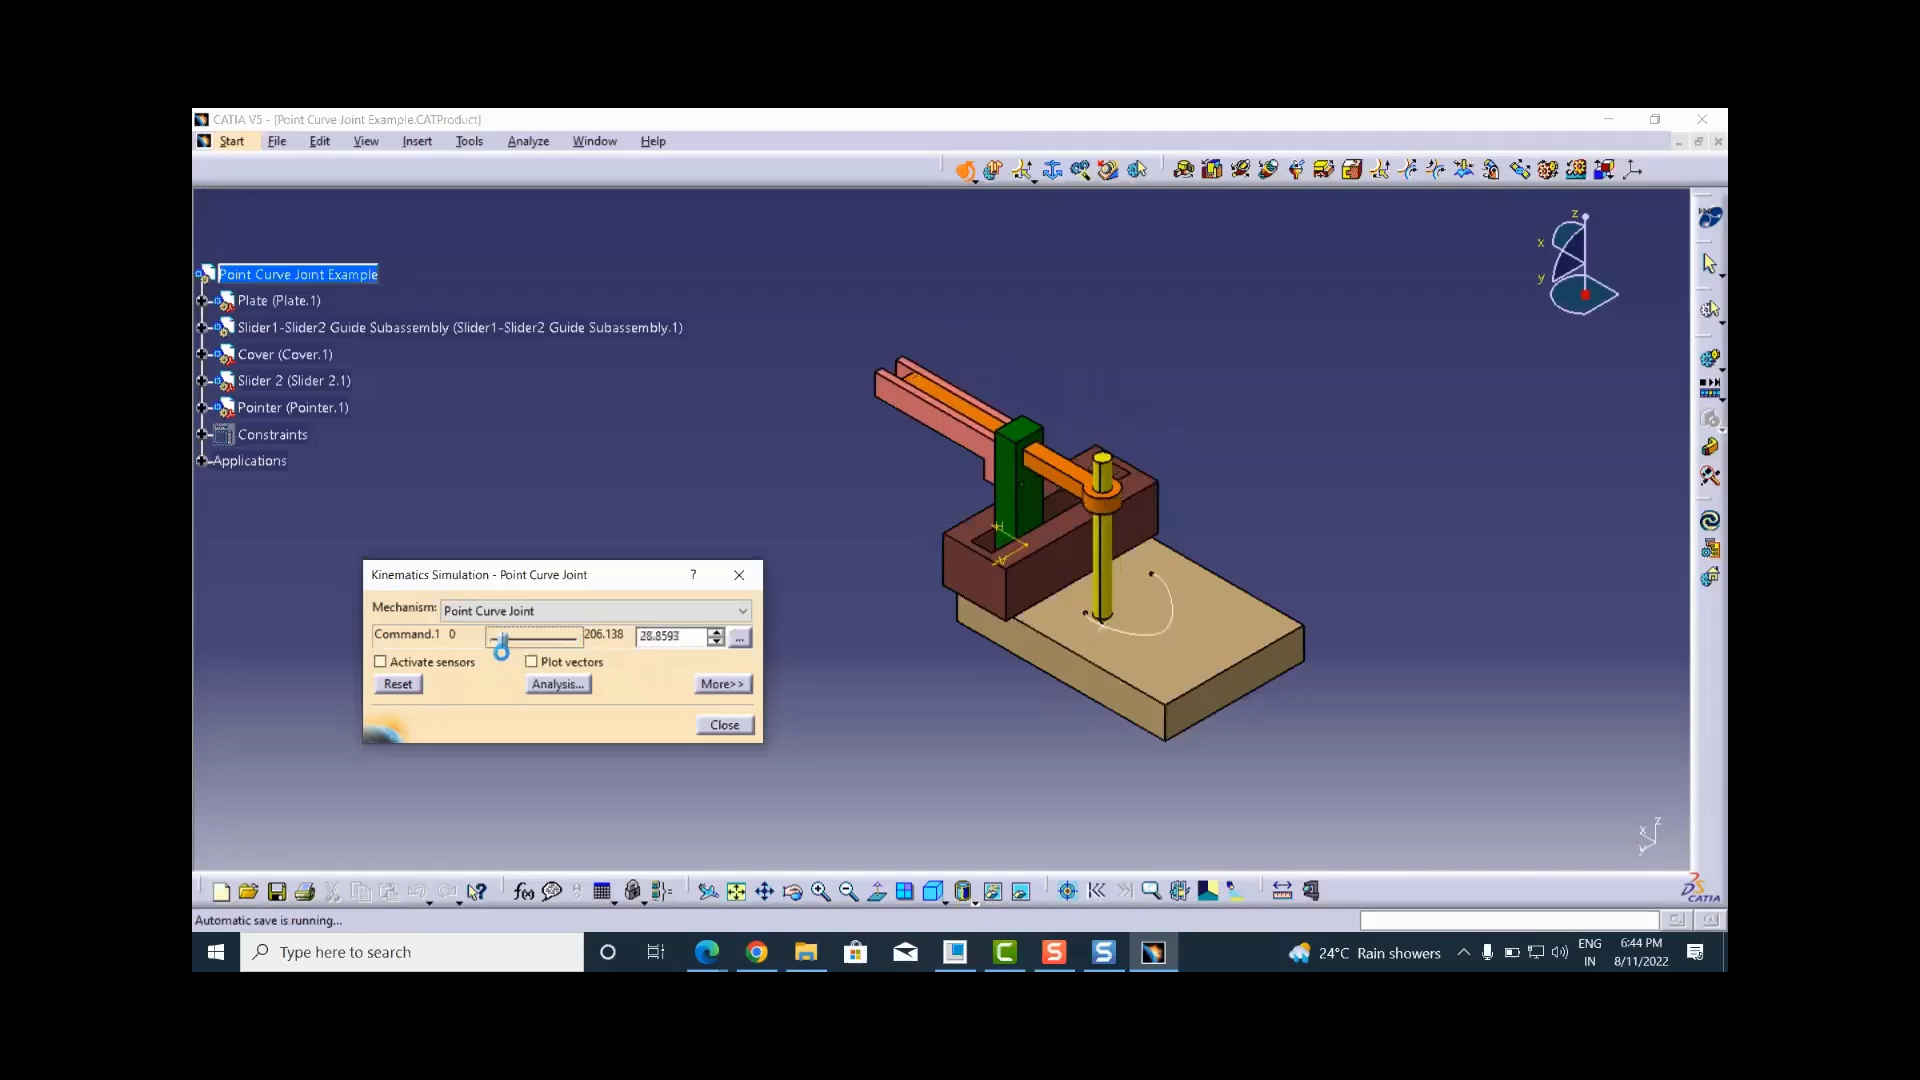 CATIA V5 - [Point Curve Joint Example.CATProduct]
Start File Edit View Insert Tools Analyze Window Help
Point Curve Joint Example
Plate (Plate.1)
Slider1-Slider2 Guide Subassembly (Slider1-Slider2 Guide Subassembly.1)
Cover (Cover.1)
Slider 2 (Slider 2.1)
Pointer (Pointer.1)
Constraints
Applications
z
x
y
H
V
Kinematics Simulation - Point Curve Joint ?
Mechanism: Point Curve Joint
Command.1 0 206.138 28.8593 ...
Activate sensors Plot vectors
Reset Analysis... More>>
Close
z
x
y
f(x)
CATIA
Automatic save is running...
Type here to search
24°C Rain showers
ENG
IN
6:44 PM
8/11/2022